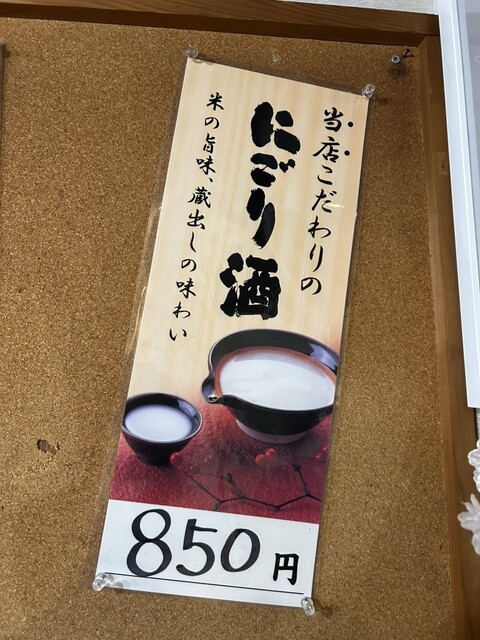 当店こだわりの
にごり酒
米の旨味、蔵出しの味わい
850円